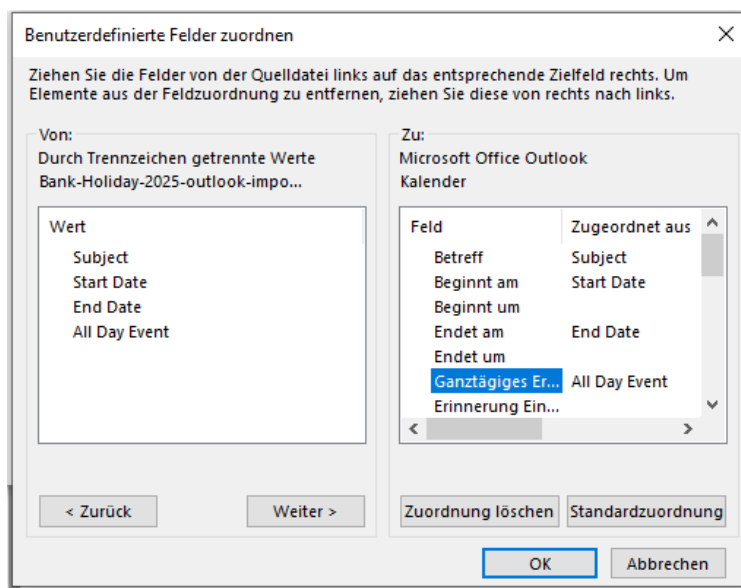 Benutzerdefinierte Felder zuordnen
Ziehen Sie die Felder von der Quelldatei links auf das entsprechende Zielfeld rechts. Um
Elemente aus der Feldzuordnung zu entfernen, ziehen Sie diese von rechts nach links.
Von:
Durch Trennzeichen getrennte Werte
Bank-Holiday-2025-outlook-impo...
Wert
Subject
Start Date
End Date
All Day Event
< Zurück
Weiter >
Zu:
Microsoft Office Outlook
Kalender
Feld Zugeordnet aus
Betreff Subject
Beginnt am Start Date
Beginnt um
Endet am End Date
Endet um
Ganztägiges Er... All Day Event
Erinnerung Ein...
Zuordnung löschen
Standardzuordnung
OK
Abbrechen